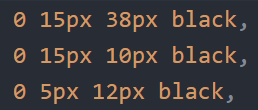 0 15px 38px black,
0 15px 10px black,
0 5px 12px black,